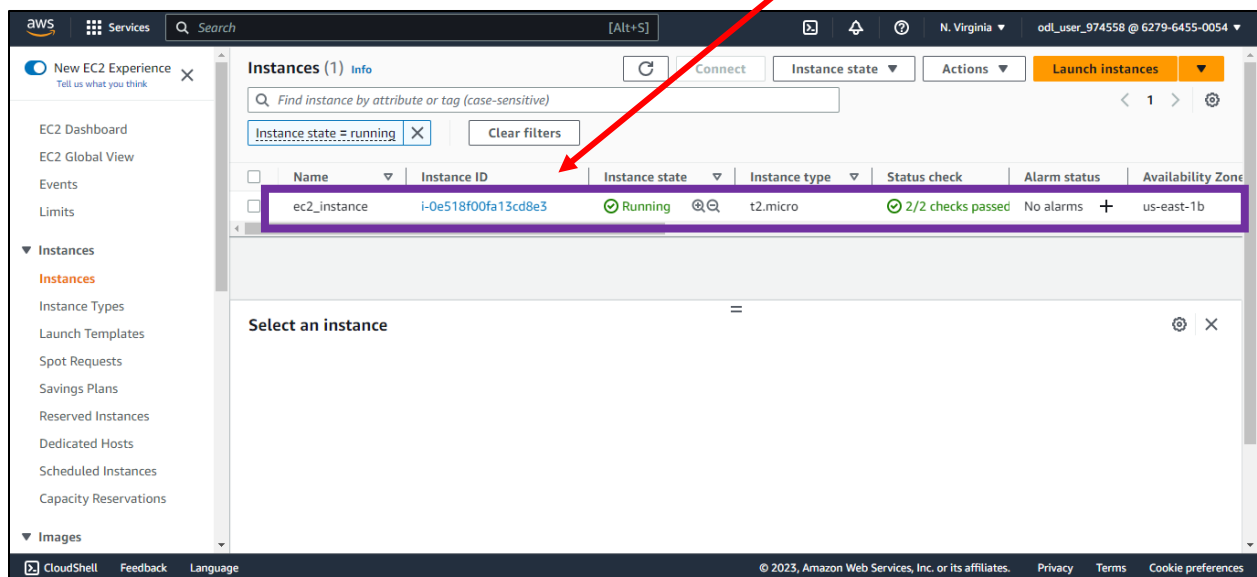 aws Services Search [Alt+S] N. Virginia odl_user_974558 @ 6279-6455-0054
New EC2 Experience
Tell us what you think
EC2 Dashboard
EC2 Global View
Events
Limits
Instances
Instances
Instance Types
Launch Templates
Spot Requests
Savings Plans
Reserved Instances
Dedicated Hosts
Scheduled Instances
Capacity Reservations
Images
Instances (1) Info Connect Instance state Actions Launch instances
Find instance by attribute or tag (case-sensitive) 1
Instance state = running Clear filters
Name Instance ID Instance state Instance type Status check Alarm status Availability Zone
ec2_instance i-0e518f00fa13cd8e3 Running t2.micro 2/2 checks passed No alarms us-east-1b
Select an instance
CloudShell Feedback Language © 2023, Amazon Web Services, Inc. or its affiliates. Privacy Terms Cookie preferences